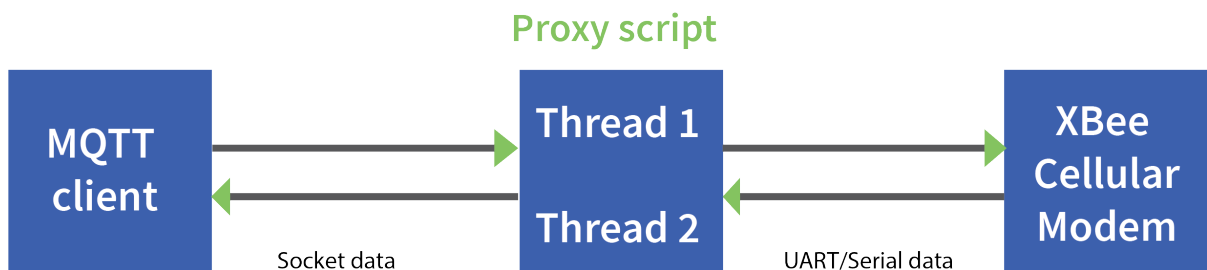 Proxy script
MQTT
client
Thread 1
Thread 2
XBee
Cellular
Modem
Socket data
UART/Serial data